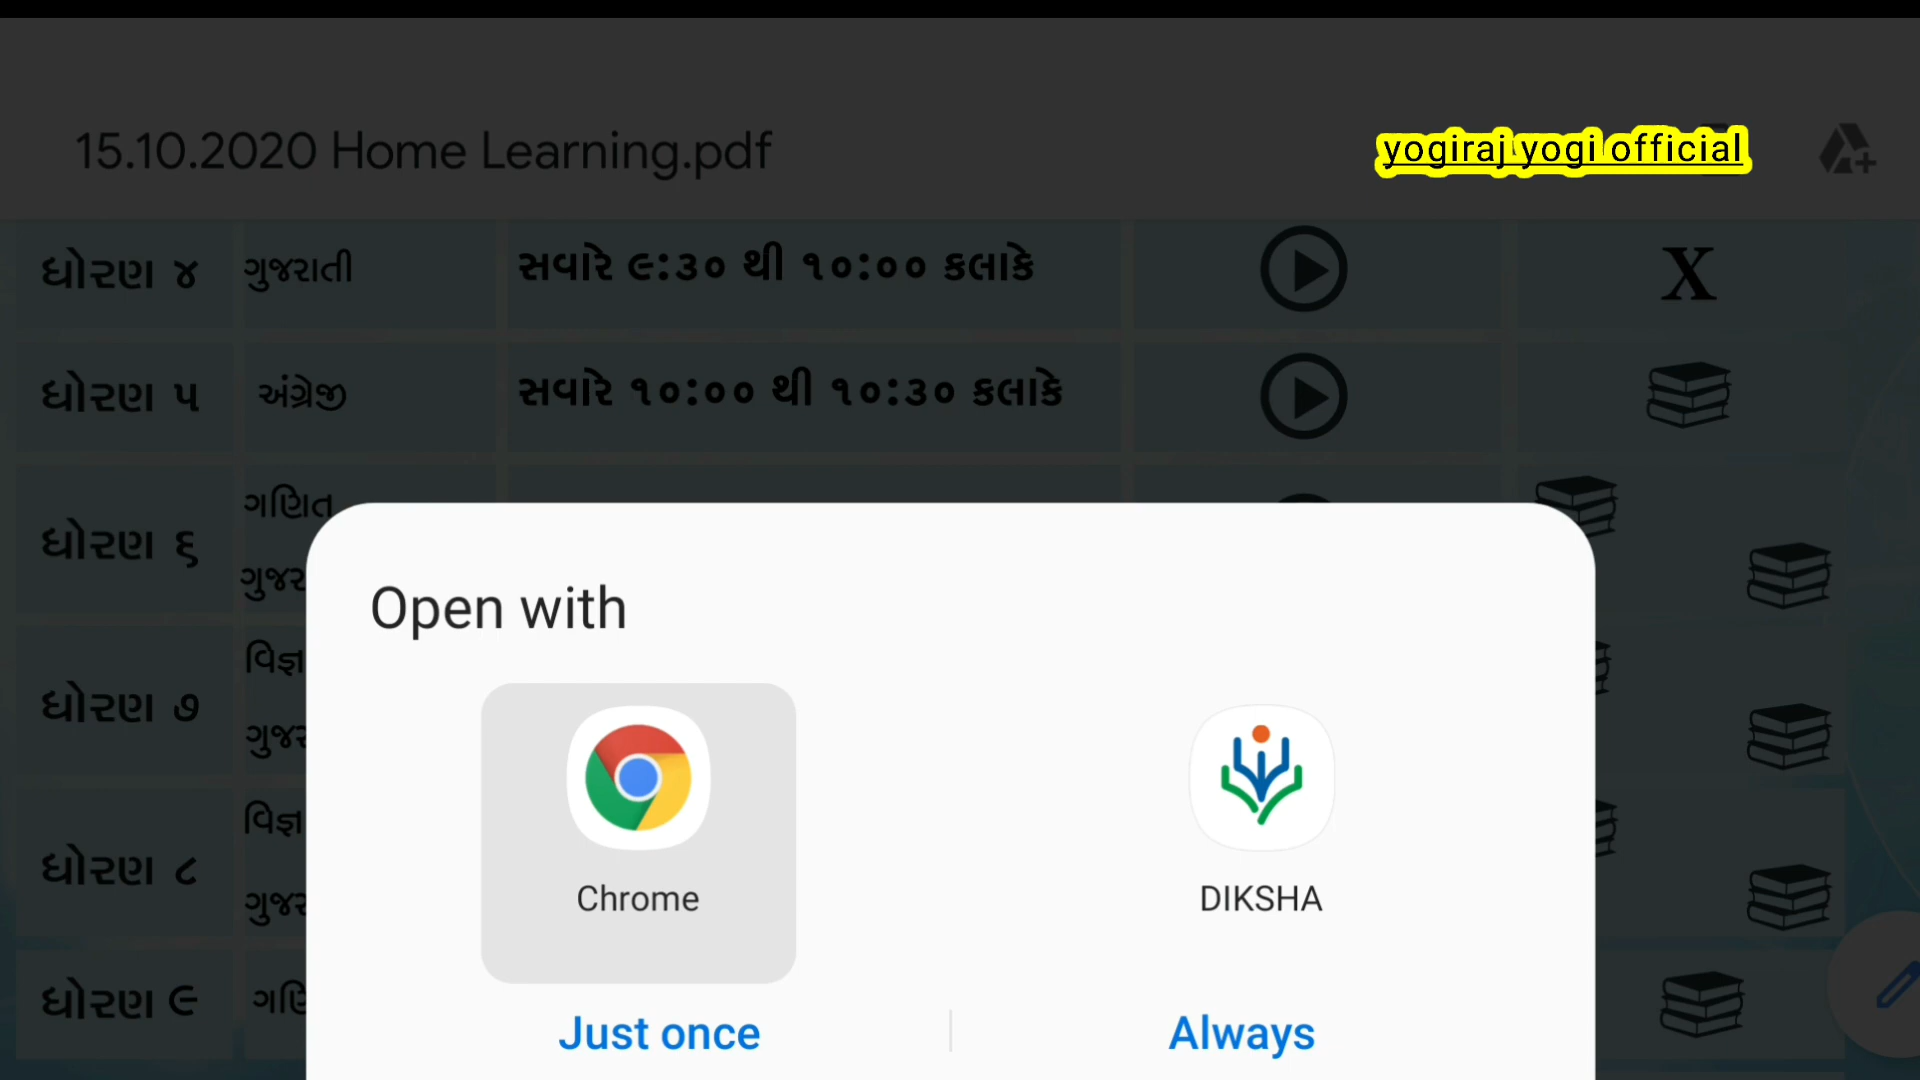 15.10.2020 Home Learning.pdf
yogiraj yogi official
ધોરણ ૪ ગુજરાતી સવારે ૯:૩૦ થી ૧૦:૦૦ કલાકે X
ધોરણ ૫ અંગ્રેજી સવારે ૧૦:૦૦ થી ૧૦:૩૦ કલાકે
ગણિત
ધોરણ ૬
Open with
ધોરણ ૭
ધોરણ ૮
Chrome DIKSHA
ધોરણ ૯
Just once Always